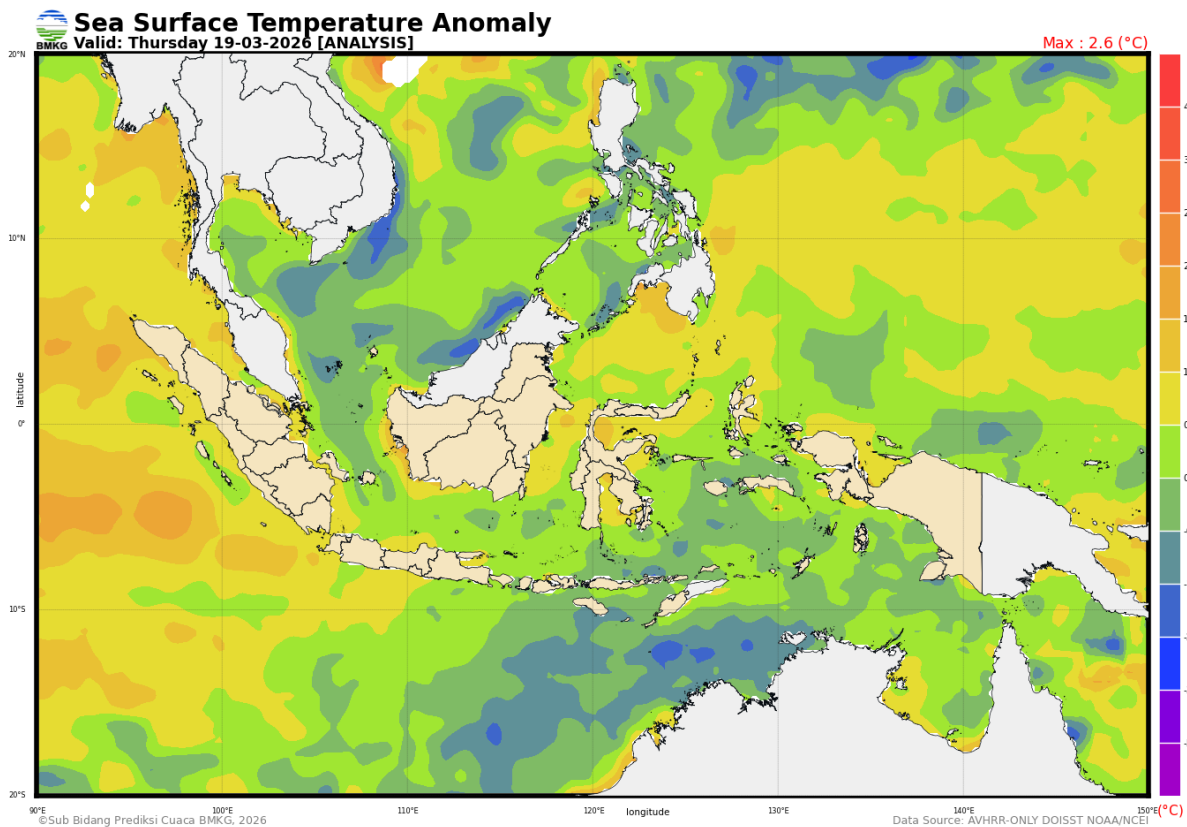 Sea Surface Temperature Anomaly
BMKG
Valid: Thursday 19-03-2026 [ANALYSIS]
Max : 2.6 (°C)
20°N
10°N
latitude
0°
10°S
20°S
90°E
100°E
110°E
120°E
longitude
130°E
140°E
150°E
(°C)
©Sub Bidang Prediksi Cuaca BMKG, 2026
Data Source: AVHRR-ONLY DOISST NOAA/NCEI